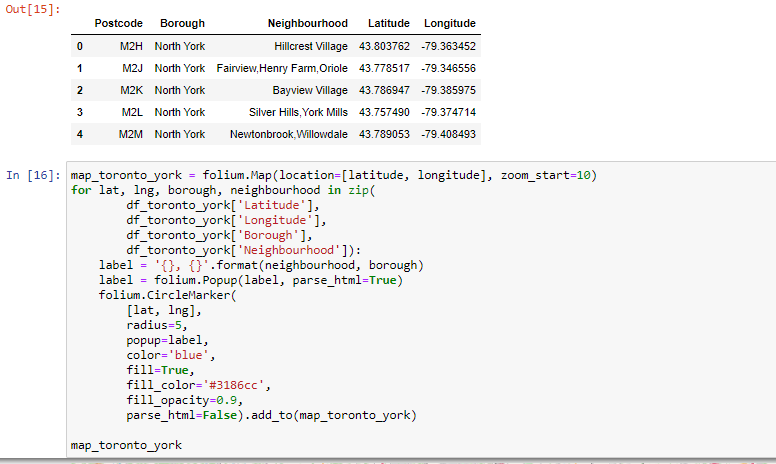 Out[15]:
Postcode Borough Neighbourhood Latitude Longitude
0 M2H North York Hillcrest Village 43.803762 -79.363452
1 M2J North York Fairview,Henry Farm,Oriole 43.778517 -79.346556
2 M2K North York Bayview Village 43.786947 -79.385975
3 M2L North York Silver Hills,York Mills 43.757490 -79.374714
4 M2M North York Newtonbrook,Willowdale 43.789053 -79.408493
In [16]: map_toronto_york = folium.Map(location=[latitude, longitude], zoom_start=10)
for lat, lng, borough, neighbourhood in zip(
        df_toronto_york['Latitude'],
        df_toronto_york['Longitude'],
        df_toronto_york['Borough'],
        df_toronto_york['Neighbourhood']):
    label = '{}, {}'.format(neighbourhood, borough)
    label = folium.Popup(label, parse_html=True)
    folium.CircleMarker(
        [lat, lng],
        radius=5,
        popup=label,
        color='blue',
        fill=True,
        fill_color='#3186cc',
        fill_opacity=0.9,
        parse_html=False).add_to(map_toronto_york)
map_toronto_york